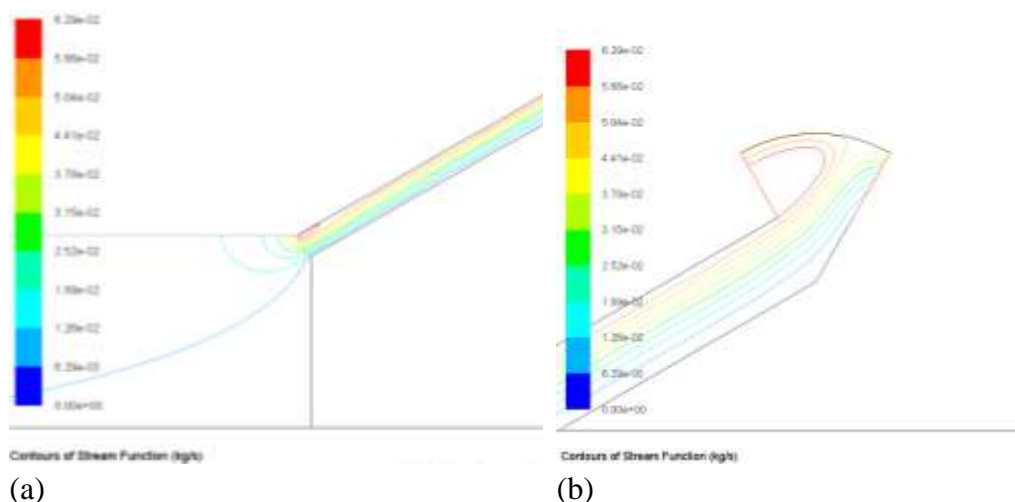 6.29e-02
5.66e-02
5.04e-02
4.41e-02
3.78e-02
3.15e-02
2.52e-02
1.89e-02
1.26e-02
6.29e-03
0.00e+00
Contours of Stream Function (kg/s)
(a)
6.29e-02
5.66e-02
5.04e-02
4.41e-02
3.78e-02
3.15e-02
2.52e-02
1.89e-02
1.26e-02
6.29e-03
0.00e+00
Contours of Stream Function (kg/s)
(b)